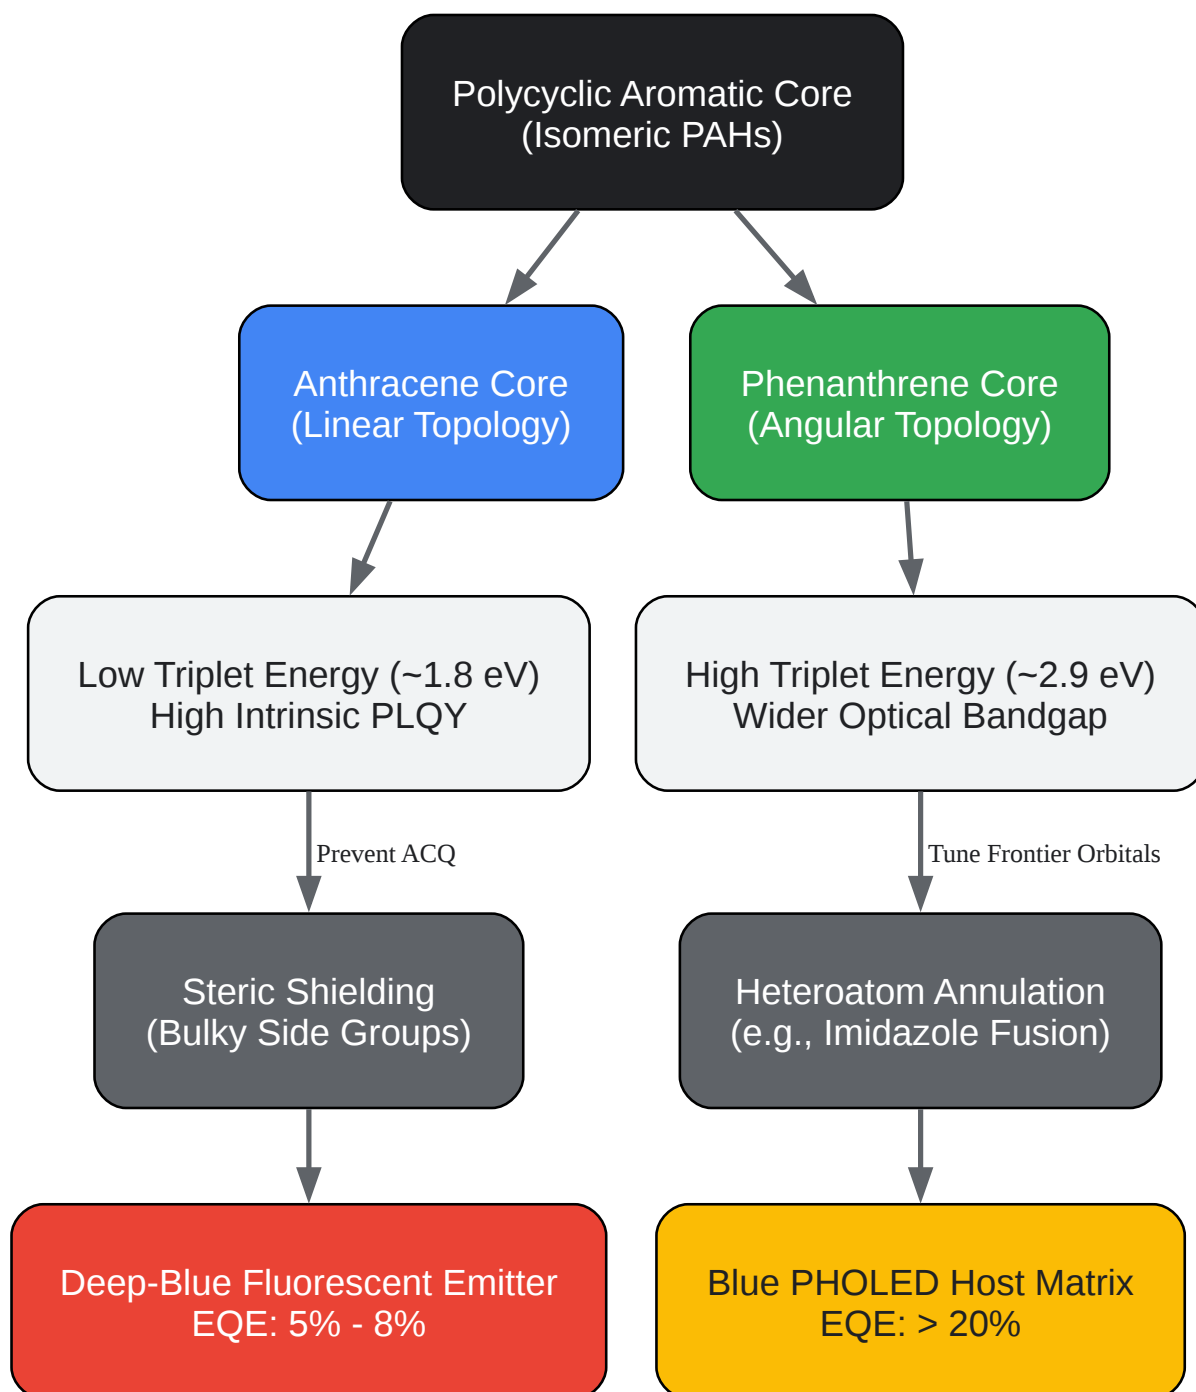 Polycyclic Aromatic Core
(Isomeric PAHs)
Anthracene Core
(Linear Topology)
Phenanthrene Core
(Angular Topology)
Low Triplet Energy (~1.8 eV)
High Intrinsic PLQY
High Triplet Energy (~2.9 eV)
Wider Optical Bandgap
Prevent ACQ
Tune Frontier Orbitals
Steric Shielding
(Bulky Side Groups)
Heteroatom Annulation
(e.g., Imidazole Fusion)
Deep-Blue Fluorescent Emitter
EQE: 5% - 8%
Blue PHOLED Host Matrix
EQE: > 20%